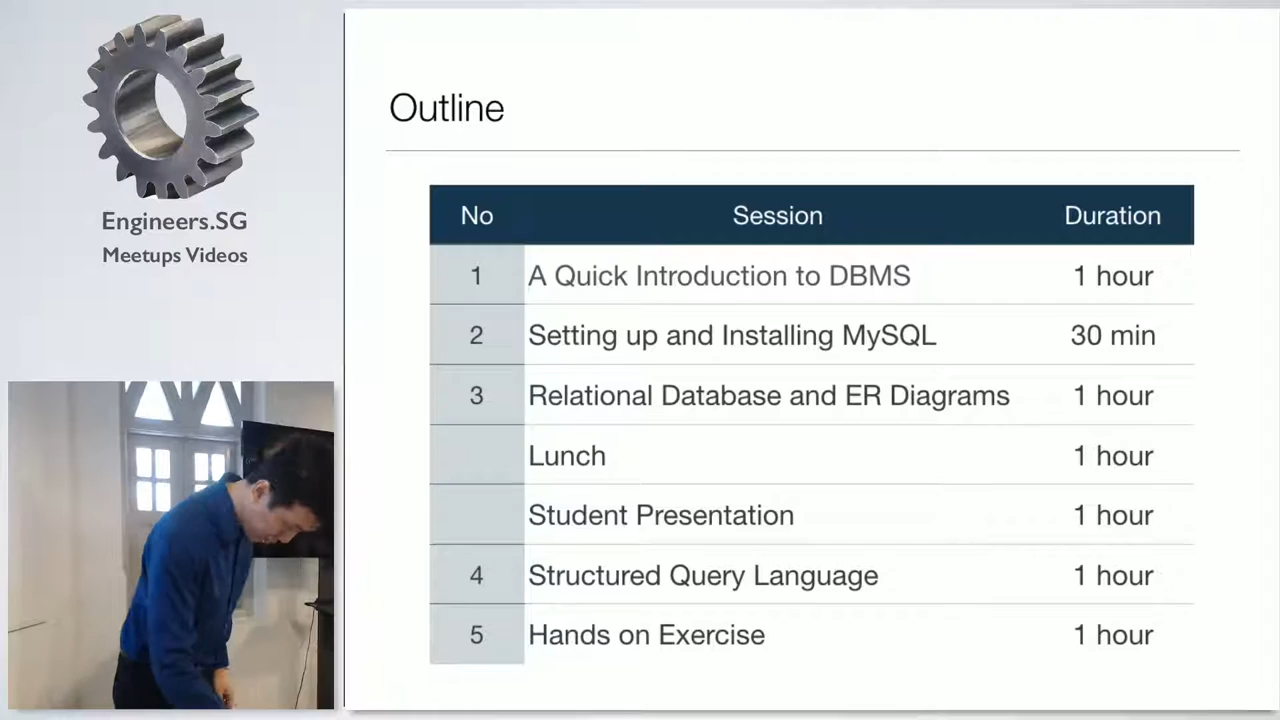 Engineers.SG
Meetups Videos
Outline
No Session Duration
1 A Quick Introduction to DBMS 1 hour
2 Setting up and Installing MySQL 30 min
3 Relational Database and ER Diagrams 1 hour
Lunch 1 hour
Student Presentation 1 hour
4 Structured Query Language 1 hour
5 Hands on Exercise 1 hour